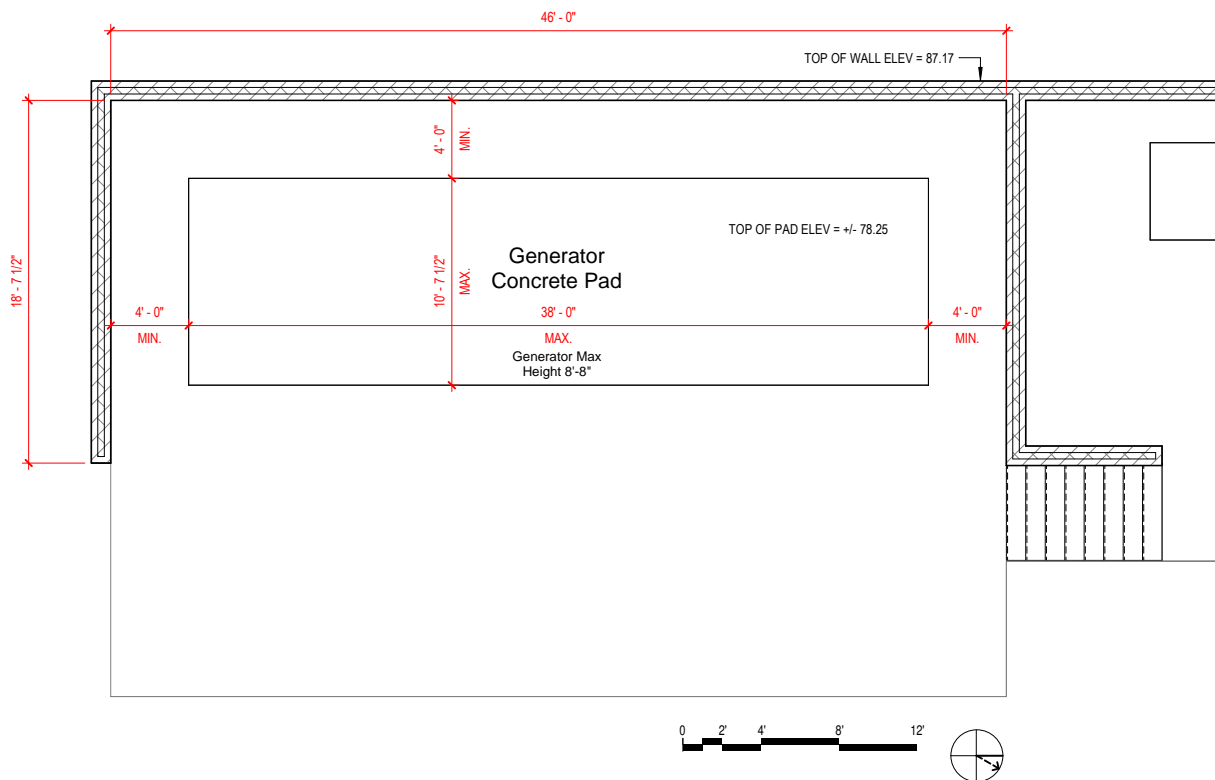 46' - 0"
TOP OF WALL ELEV = 87.17
4' - 0"
MIN.
TOP OF PAD ELEV = +/- 78.25
Generator
Concrete Pad
18' - 7 1/2"
10' - 7 1/2"
MAX.
4' - 0"
MIN.
38' - 0"
MAX.
4' - 0"
MIN.
Generator Max
Height 8'-8"
0 2' 4' 8' 12'